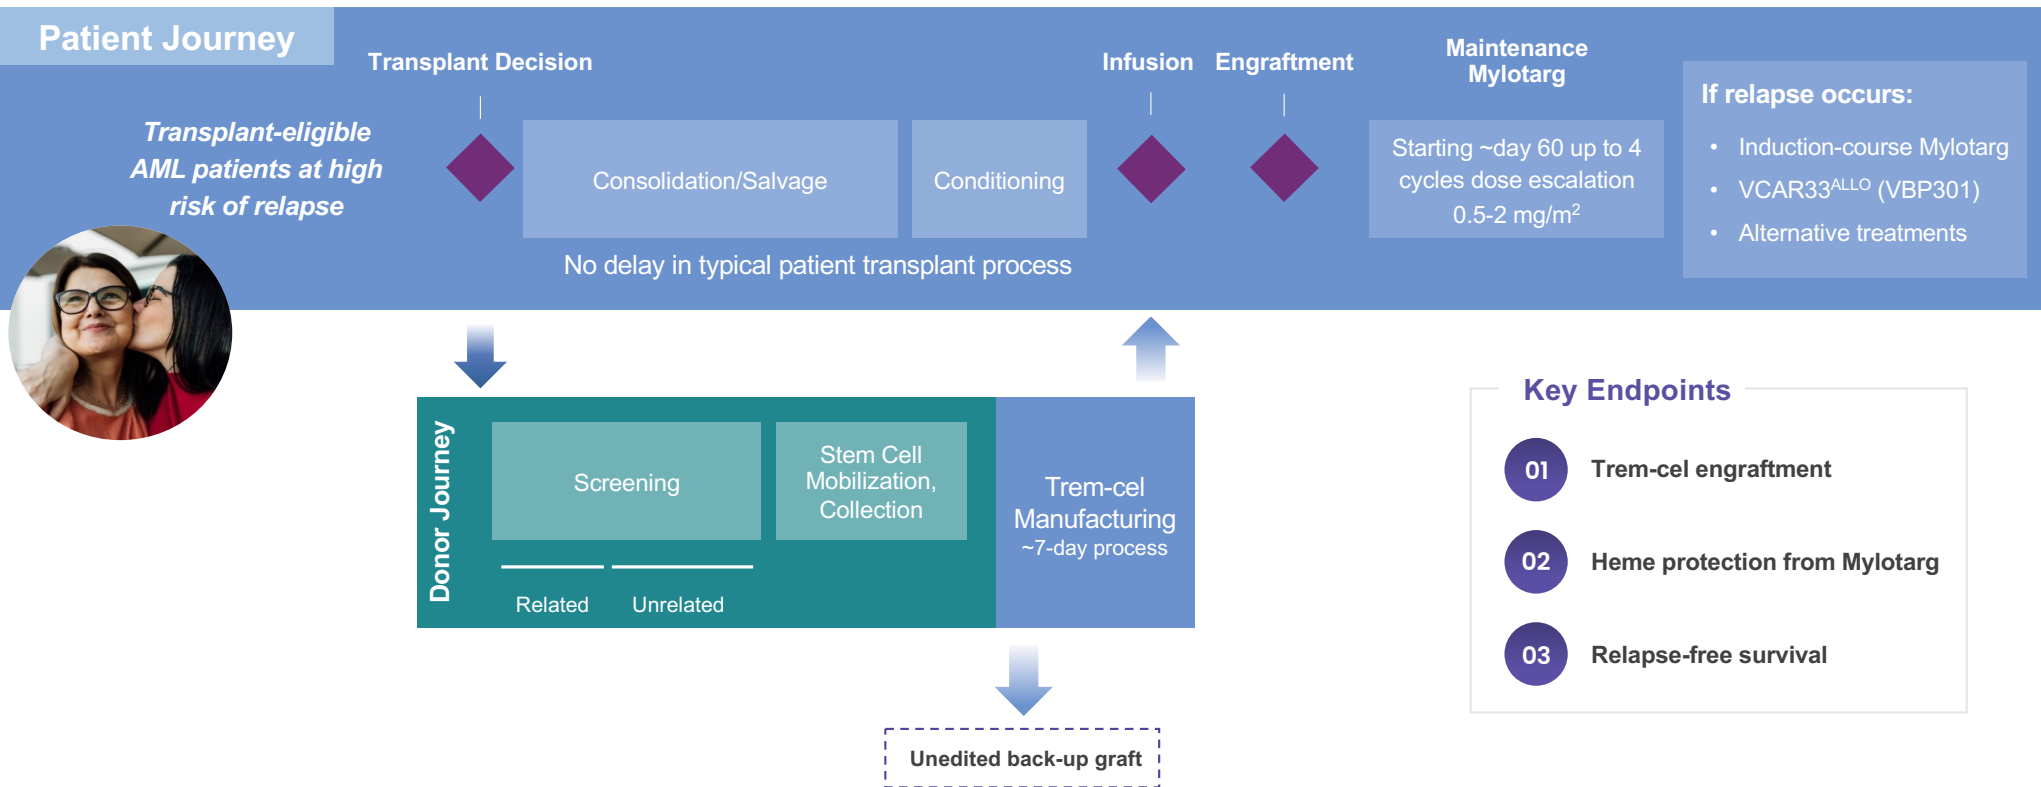 Patient Journey
Transplant Decision
Infusion
Engraftment
Maintenance
Mylotarg
Transplant-eligible
AML patients at high
risk of relapse
Consolidation/Salvage
Conditioning
Starting ~day 60 up to 4
cycles dose escalation
0.5-2 mg/m²
If relapse occurs:
• Induction-course Mylotarg
• VCAR33ᴬᴸᴸᴼ (VBP301)
• Alternative treatments
No delay in typical patient transplant process
Donor Journey
Screening
Related
Unrelated
Stem Cell
Mobilization,
Collection
Trem-cel
Manufacturing
~7-day process
Unedited back-up graft
Key Endpoints
01 Trem-cel engraftment
02 Heme protection from Mylotarg
03 Relapse-free survival